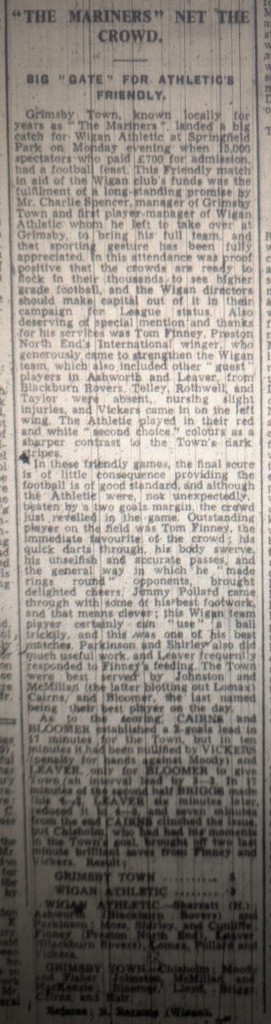 "THE MARINERS" NET THE
CROWD.
BIG "GATE" FOR ATHLETIC'S
FRIENDLY.
Grimsby Town, known locally for
years as "The Mariners", landed a big
catch for Wigan Athletic at Springfield
Park on Monday evening when 15,000
spectators who paid £700 for admission,
had a football feast. This Friendly match
in aid of the Wigan club's funds was the
fulfilment of a long-standing promise by
Mr. Charlie Spencer, manager of Grimsby
Town and first player-manager of Wigan
Athletic whom he left to take over at
Grimsby, to bring his full team, and
that sporting gesture has been fully
appreciated. In this attendance was proof
positive that the crowds are ready to
flock in their thousands to see higher
grade football, and the Wigan directors
should make capital out of it in their
campaign for League status. Also
deserving of special mention and thanks
for his services was Tom Finney, Preston
North End's International winger, who
generously came to strengthen the Wigan
team, which also included other "guest"
players in Ashworth and Leaver, from
Blackburn Rovers. Telley, Rothwell, and
Taylor were absent, nursing slight
injuries, and Vickers came in on the left
wing. The Athletic played in their red
and white "second choice" colours as a
sharper contrast to the Town's dark
stripes.
In these friendly games, the final score
is of little consequence providing the
football is of good standard, and although
the Athletic were, not unexpectedly,
beaten by a two goals margin, the crowd
just revelled in the game. Outstanding
player on the field was Tom Finney, the
immediate favourite of the crowd; his
quick darts through, his body swerve,
his unselfish and accurate passes, and
the general way in which he "made
rings round" opponents, brought
delighted cheers. Jimmy Pollard came
through with some of his best footwork,
and that means clever; this Wigan team
player certainly can "use" a ball
trickily, and this was one of his best
matches. Parkinson and Shirley also did
much useful work, and Leaver frequently
responded to Finney's feeding. The Town
were best served by Johnston and
McMillan (the latter blotting out Lomax)
Cairns, and Bloomer, the last named
being their best player on the day.
As to the scoring, CAIRNS and
BLOOMER established a 2-goals lead in
17 minutes for the Town, but in ten
minutes it had been nullified by VICKERS
(penalty for hands against Moody) and
LEAVER, only for BLOOMER to give
Town an interval lead by 3-2. In 17
minutes of the second half BRIGGS made
this 4-2, LEAVER six minutes later,
reduced it to 4-3, and seven minutes
from the end CAIRNS clinched the issue
but Chisholm, who had had his moments
in the Town's goal, brought off two last
minute brilliant saves from Finney and
Vickers. Result:
GRIMSBY TOWN 5
WIGAN ATHLETIC 3
WIGAN ATHLETIC.—Sharratt (H.);
Ashworth (Blackburn Rovers) and
Parkinson; Shirley, and Cunliffe;
Finney (Preston North End), Leaver
(Blackburn Rovers), Lomax, Pollard and
Vickers.
GRIMSBY TOWN.—Chisholm; Moody
and Johnston, McMillan and
Bloomer, Lloyd, Briggs,
Cairns, and
Referee: (Wigan).